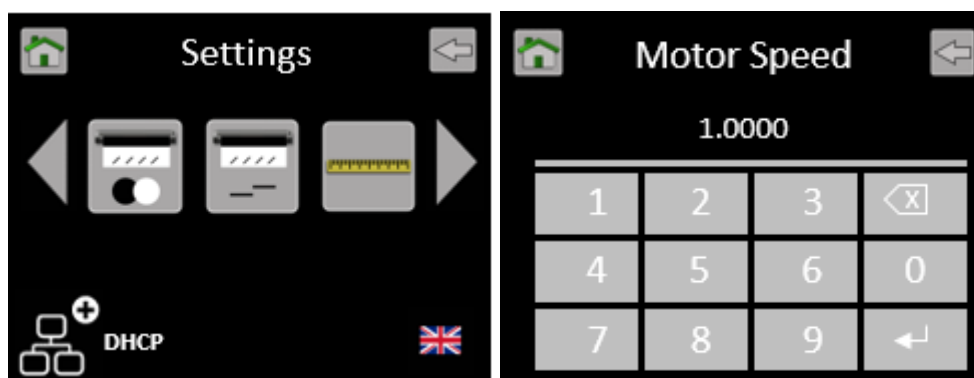 Settings
DHCP
Motor Speed
1.0000
1 2 3 X
4 5 6 0
7 8 9